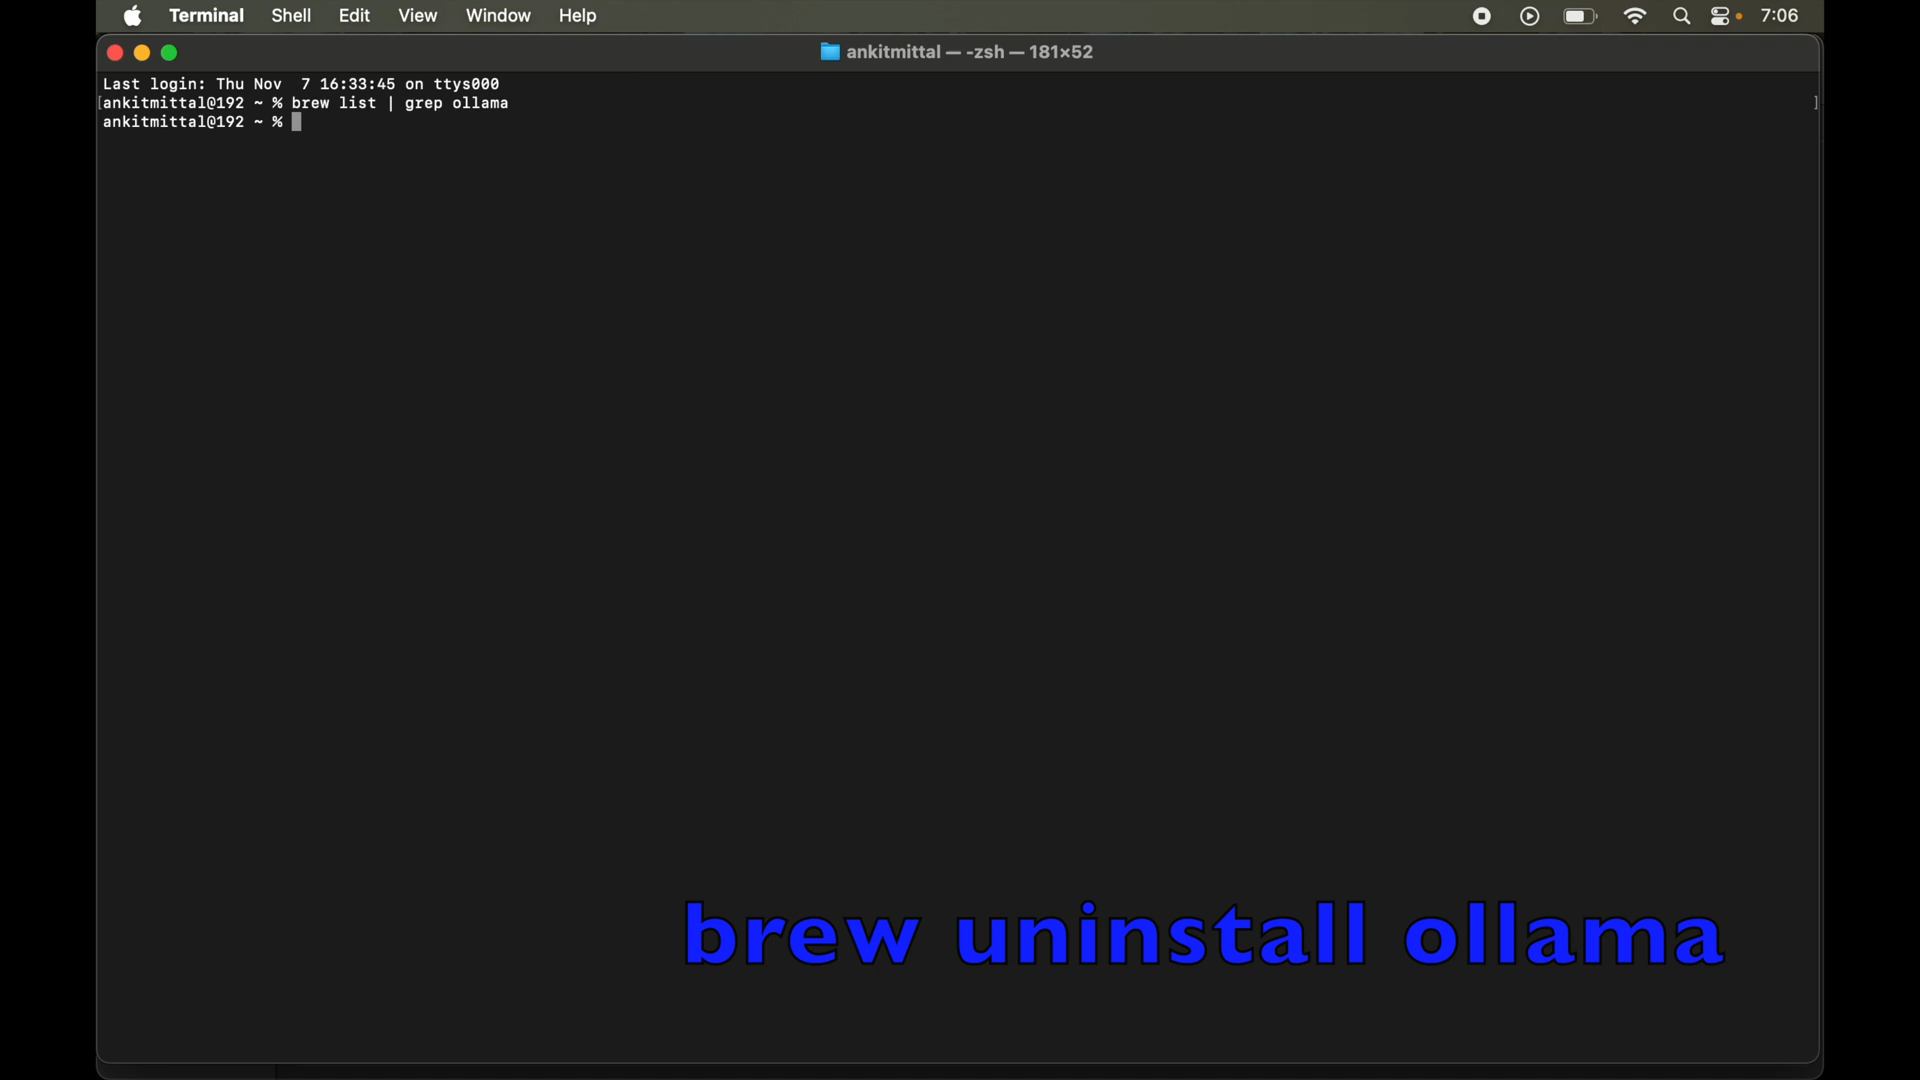 Terminal Shell Edit View Window Help 7:06
ankitmittal — -zsh — 181×52
Last login: Thu Nov  7 16:33:45 on ttys000
[ankitmittal@192 ~ % brew list | grep ollama ]
ankitmittal@192 ~ %
brew uninstall ollama